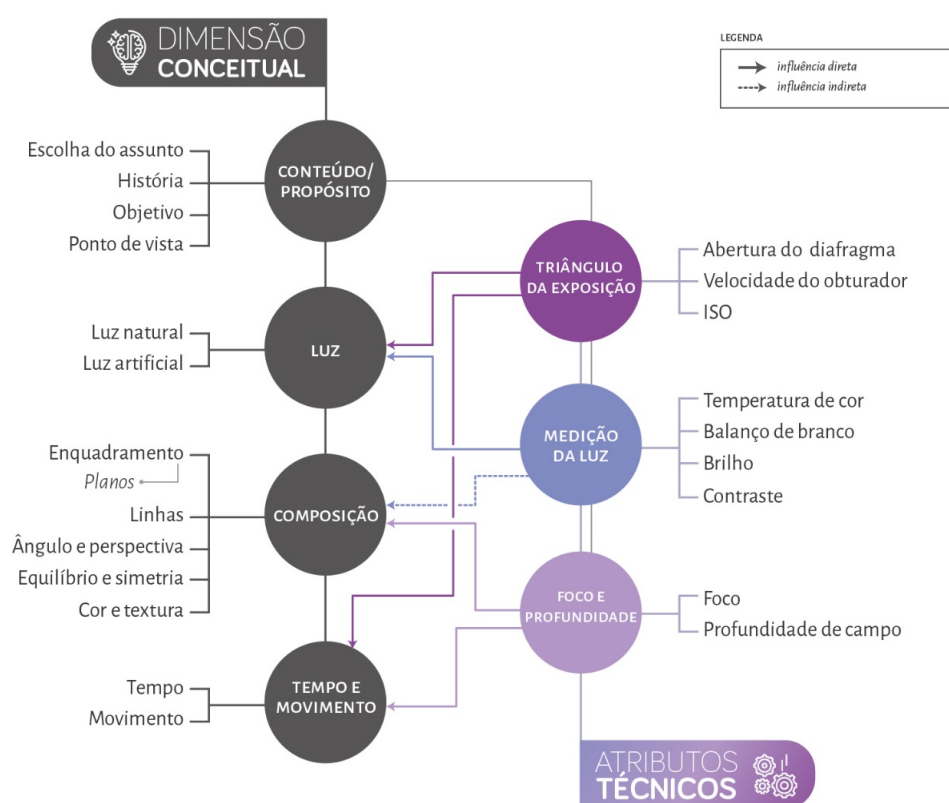 DIMENSÃO
CONCEITUAL
LEGENDA
influência direta
influência indireta
Escolha do assunto
História
Objetivo
Ponto de vista
CONTEÚDO/
PROPÓSITO
TRIÂNGULO
DA EXPOSIÇÃO
Abertura do diafragma
Velocidade do obturador
ISO
Luz natural
Luz artificial
LUZ
MEDIÇÃO
DA LUZ
Temperatura de cor
Balanço de branco
Brilho
Contraste
Enquadramento
Planos
Linhas
Ângulo e perspectiva
Equilíbrio e simetria
Cor e textura
COMPOSIÇÃO
FOCO E
PROFUNDIDADE
Foco
Profundidade de campo
Tempo
Movimento
TEMPO E
MOVIMENTO
ATRIBUTOS
TÉCNICOS